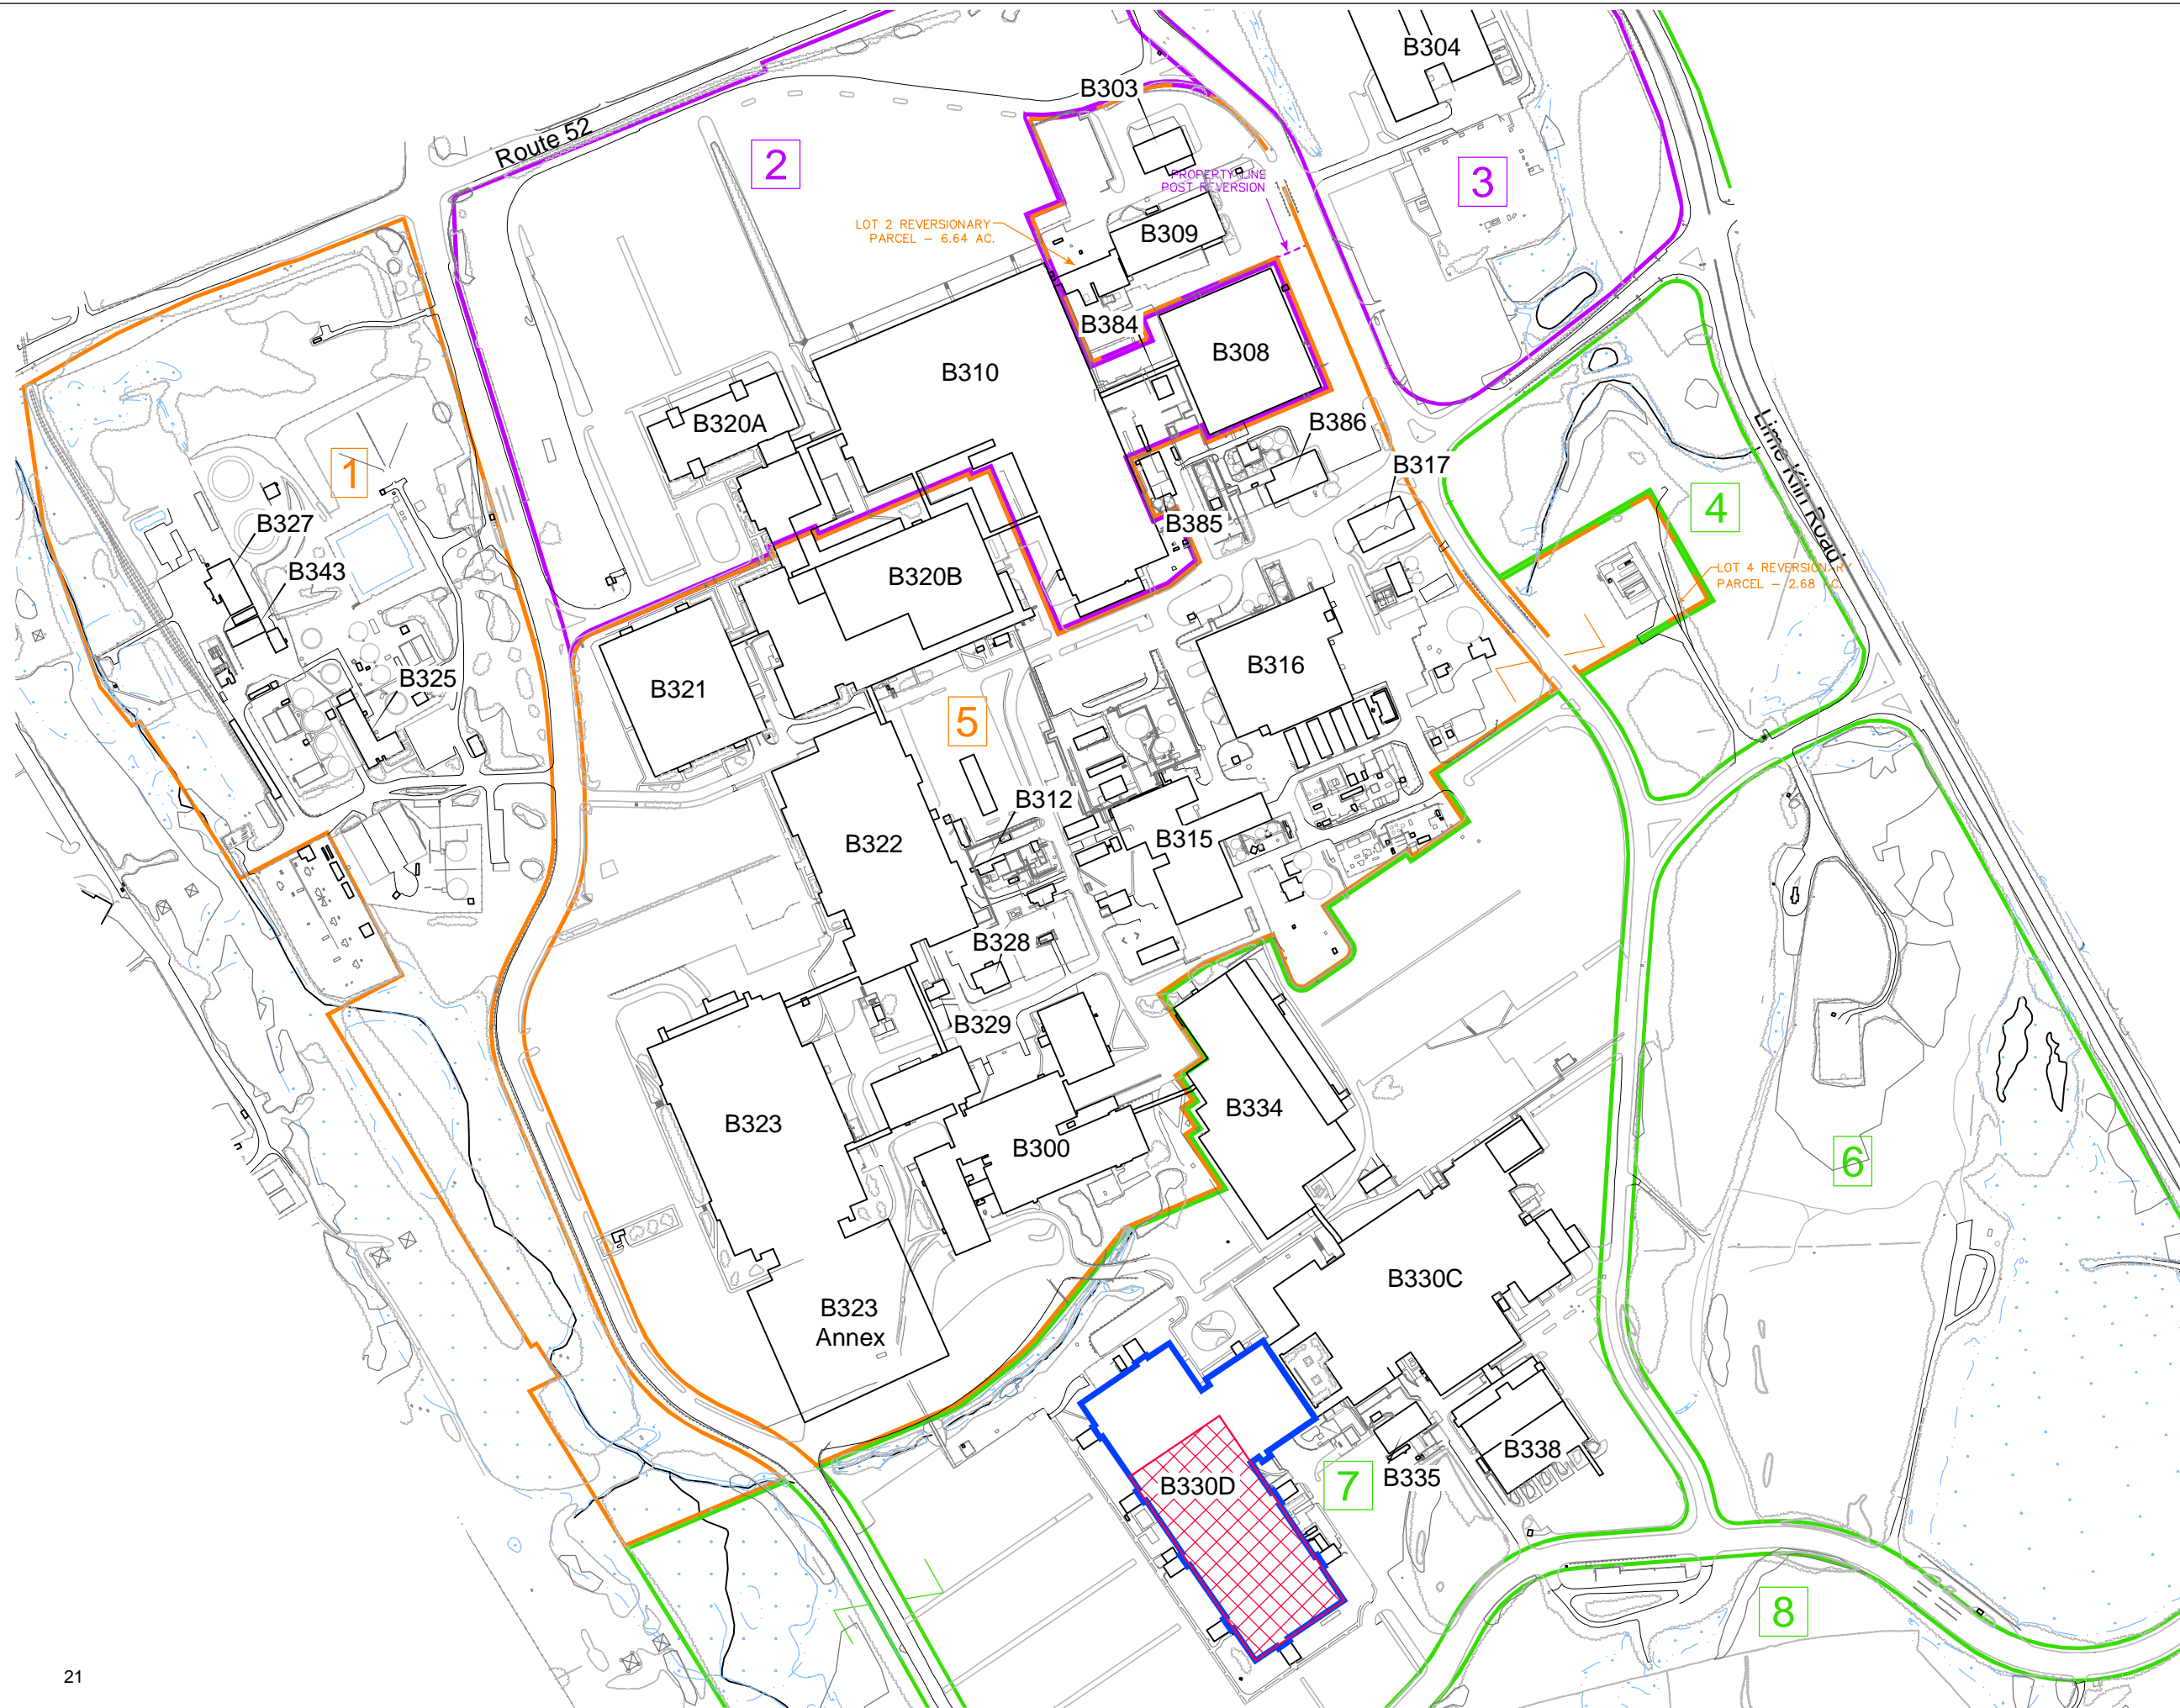 B304
B303
Route 52
2
3
PROPERTY LINE
POST REVERSION
LOT 2 REVERSIONARY
PARCEL - 6.64 AC.
B309
B384
B308
B310
B320A
B386
Lime Kiln Road
B317
1
4
B327
B385
B343
B320B
LOT 4 REVERSIONARY
PARCEL - 2.68 AC.
B316
B325
B321
5
B312
B315
B322
B328
B329
B334
B323
B300
6
B330C
B323
Annex
B338
B335
B330D
7
8
21